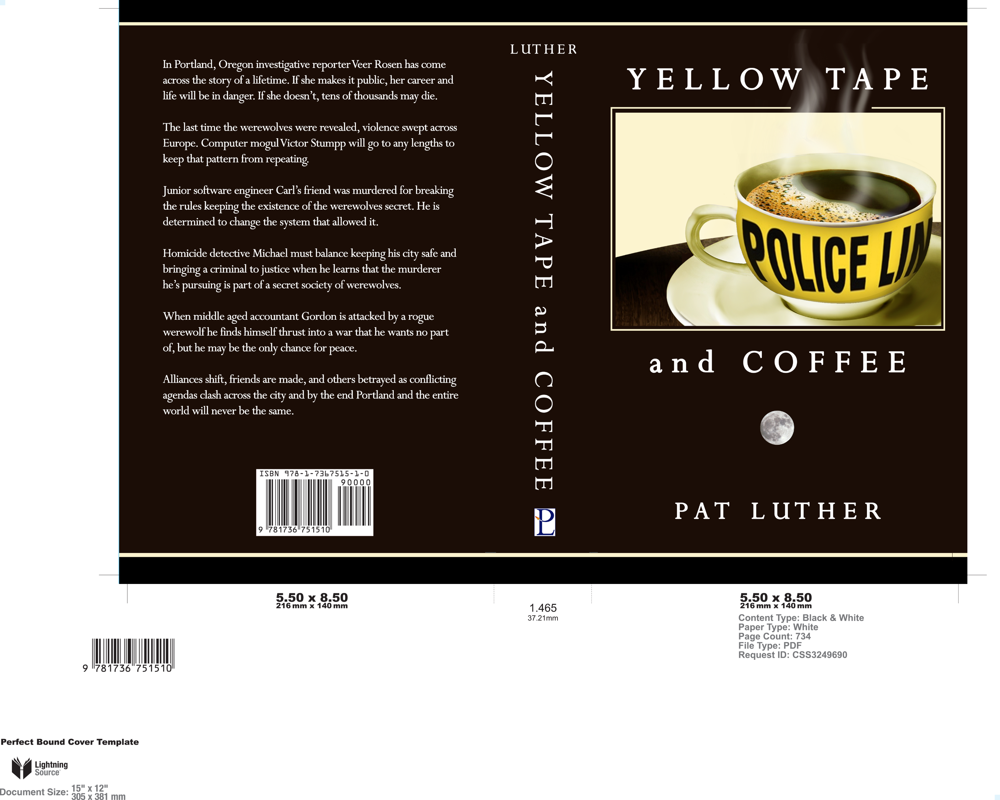 In Portland, Oregon investigative reporter Veer Rosen has come
across the story of a lifetime. If she makes it public, her career and
life will be in danger. If she doesn’t, tens of thousands may die.
The last time the werewolves were revealed, violence swept across
Europe. Computer mogul Victor Stumpp will go to any lengths to
keep that pattern from repeating.
Junior software engineer Carl’s friend was murdered for breaking
the rules keeping the existence of the werewolves secret. He is
determined to change the system that allowed it.
Homicide detective Michael must balance keeping his city safe and
bringing a criminal to justice when he learns that the murderer
he’s pursuing is part of a secret society of werewolves.
When middle aged accountant Gordon is attacked by a rogue
werewolf he finds himself thrust into a war that he wants no part
of, but he may be the only chance for peace.
Alliances shift, friends are made, and others betrayed as conflicting
agendas clash across the city and by the end Portland and the entire
world will never be the same.
ISBN 978-1-7367515-1-0
90000
9 781736 751510
LUTHER
YELLOW TAPE and COFFEE
PL
YELLOW TAPE
POLICE LIN
and COFFEE
PAT LUTHER
5.50 x 8.50
216 mm x 140 mm
1.465
37.21mm
5.50 x 8.50
216 mm x 140 mm
Content Type: Black & White
Paper Type: White
Page Count: 734
File Type: PDF
Request ID: CSS3249690
9 781736 751510
Perfect Bound Cover Template
Lightning
Source
Document Size: 15" x 12"
305 x 381 mm